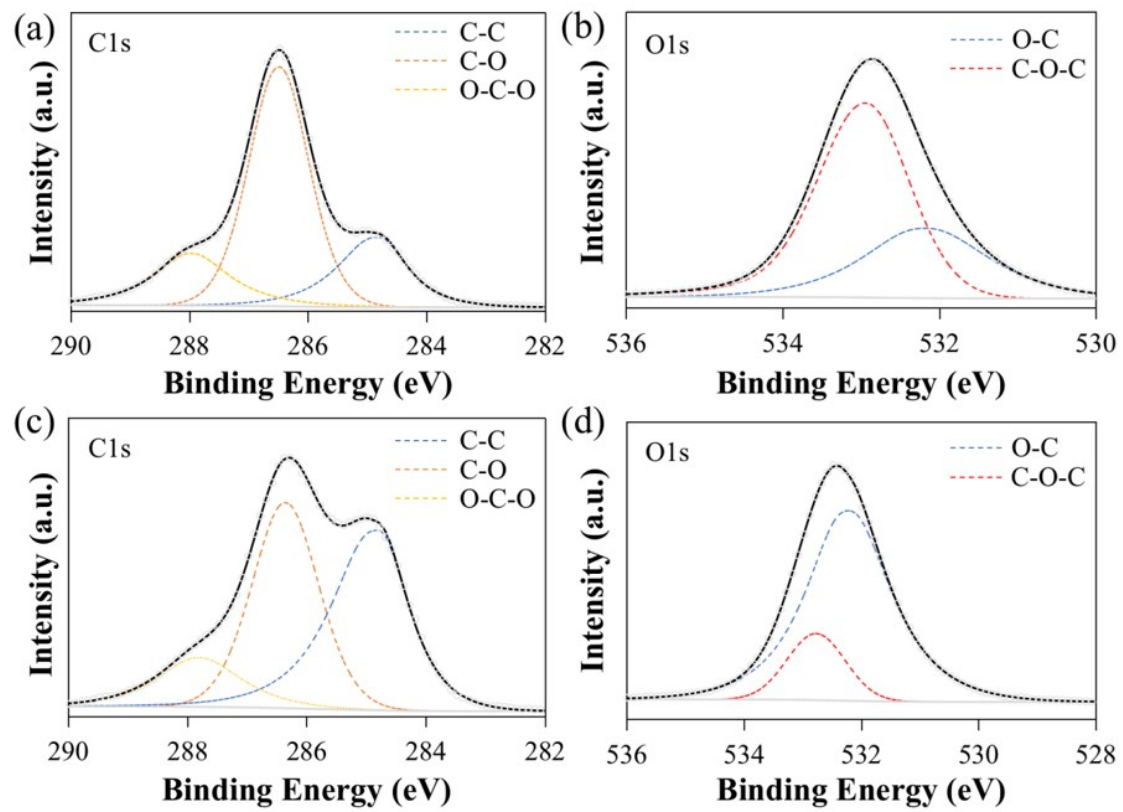 (a)
C1s
C-C
C-O
O-C-O
Intensity (a.u.)
290 288 286 284 282
Binding Energy (eV)
(b)
O1s
O-C
C-O-C
Intensity (a.u.)
536 534 532 530
Binding Energy (eV)
(c)
C1s
C-C
C-O
O-C-O
Intensity (a.u.)
290 288 286 284 282
Binding Energy (eV)
(d)
O1s
O-C
C-O-C
Intensity (a.u.)
536 534 532 530 528
Binding Energy (eV)